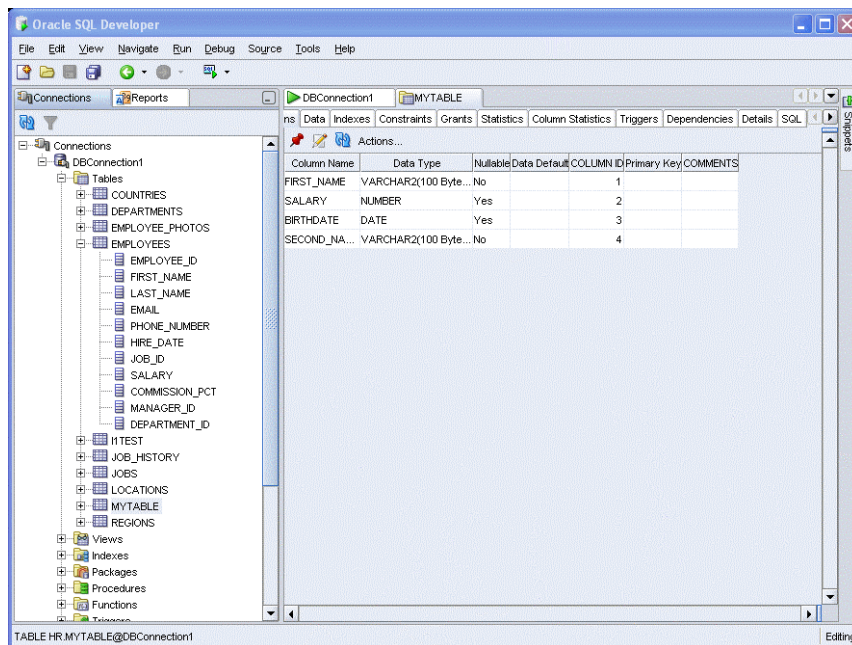 Oracle SQL Developer
File Edit View Navigate Run Debug Source Tools Help
Connections Reports
Connections
DBConnection1
Tables
COUNTRIES
DEPARTMENTS
EMPLOYEE_PHOTOS
EMPLOYEES
EMPLOYEE_ID
FIRST_NAME
LAST_NAME
EMAIL
PHONE_NUMBER
HIRE_DATE
JOB_ID
SALARY
COMMISSION_PCT
MANAGER_ID
DEPARTMENT_ID
I1TEST
JOB_HISTORY
JOBS
LOCATIONS
MYTABLE
REGIONS
Views
Indexes
Packages
Procedures
Functions
Triggers
DBConnection1 MYTABLE
ns Data Indexes Constraints Grants Statistics Column Statistics Triggers Dependencies Details SQL
Actions...
Column Name Data Type Nullable Data Default COLUMN ID Primary Key COMMENTS
FIRST_NAME VARCHAR2(100 Byte... No 1
SALARY NUMBER Yes 2
BIRTHDATE DATE Yes 3
SECOND_NA... VARCHAR2(100 Byte... No 4
Snippets
TABLE HR.MYTABLE@DBConnection1 Editing